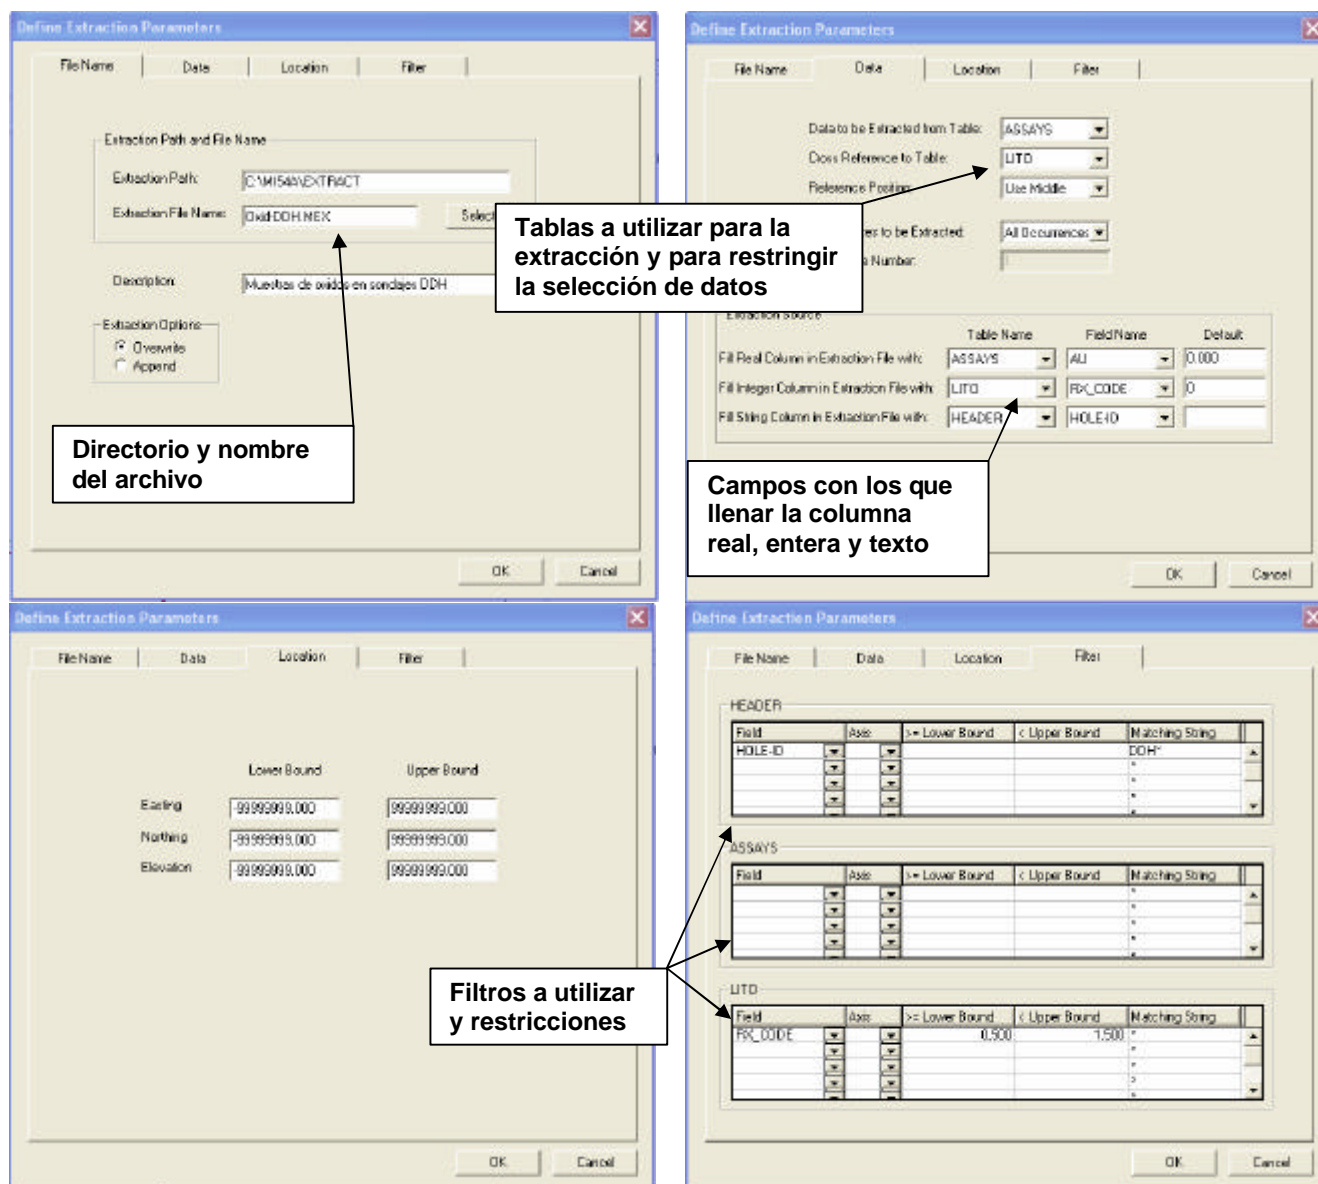 Define Extraction Parameters
File Name Data Location Filter
Extraction Path and File Name
Extraction Path: C:\MIS4A\EXTRACT
Extraction File Name: Oxid-DDH.MEX Select
Description: Muestras de oxidos en sondajes DDH
Extraction Options
Overwrite
Append
Directorio y nombre
del archivo
OK Cancel
Define Extraction Parameters
File Name Data Location Filter
Data to be Extracted from Table: ASSAYS
Cross Reference to Table: LITO
Reference Position: Use Middle
to be Extracted: All Occurrences
Number:
Tablas a utilizar para la
extracción y para restringir
la selección de datos
Extraction Source
Table Name Field Name Default
Fill Real Column in Extraction File with: ASSAYS AU 0.000
Fill Integer Column in Extraction File with: LITO RX_CODE 0
Fill String Column in Extraction File with: HEADER HOLE-ID
Campos con los que
llenar la columna
real, entera y texto
OK Cancel
Define Extraction Parameters
File Name Data Location Filter
Lower Bound Upper Bound
Easting -99999999.000 99999999.000
Northing -99999999.000 99999999.000
Elevation -99999999.000 99999999.000
OK Cancel
Define Extraction Parameters
File Name Data Location Filter
HEADER
Field Axis >= Lower Bound < Upper Bound Matching String
HOLE-ID DDH*
*
*
*
*
ASSAYS
Field Axis >= Lower Bound < Upper Bound Matching String
*
*
*
*
*
Filtros a utilizar
y restricciones
LITO
Field Axis >= Lower Bound < Upper Bound Matching String
RX_CODE 0.500 1.500 *
*
*
*
*
OK Cancel